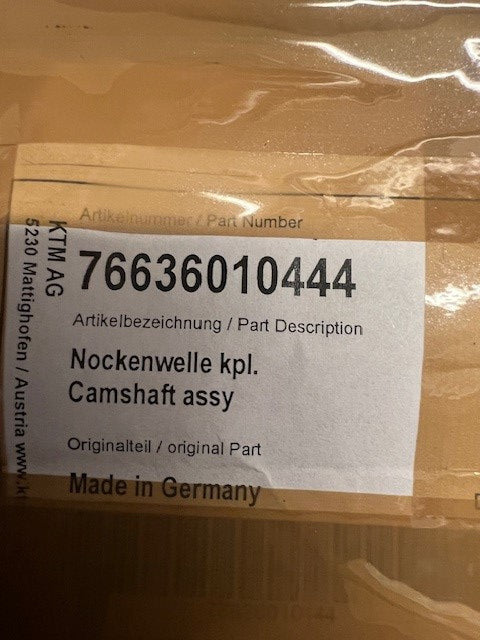 Artikelnummer / Part Number
76636010444
Artikelbezeichnung / Part Description
Nockenwelle kpl.
Camshaft assy
Originalteil / original Part
Made in Germany
KTM AG
5230 Mattighofen / Austria